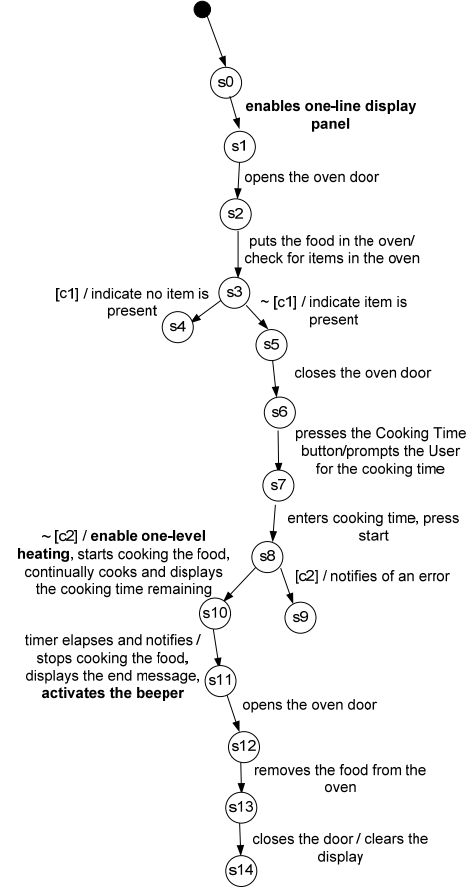 s0
enables one-line display
panel
s1
opens the oven door
s2
puts the food in the oven/
check for items in the oven
s3
[c1] / indicate no item is
present
~ [c1] / indicate item is
present
s4
s5
closes the oven door
s6
presses the Cooking Time
button/prompts the User
for the cooking time
s7
enters cooking time, press
start
s8
~ [c2] / enable one-level
heating, starts cooking the food,
continually cooks and displays
the cooking time remaining
[c2] / notifies of an error
s10
s9
timer elapses and notifies /
stops cooking the food,
displays the end message,
activates the beeper
s11
opens the oven door
s12
removes the food from the
oven
s13
closes the door / clears the
display
s14